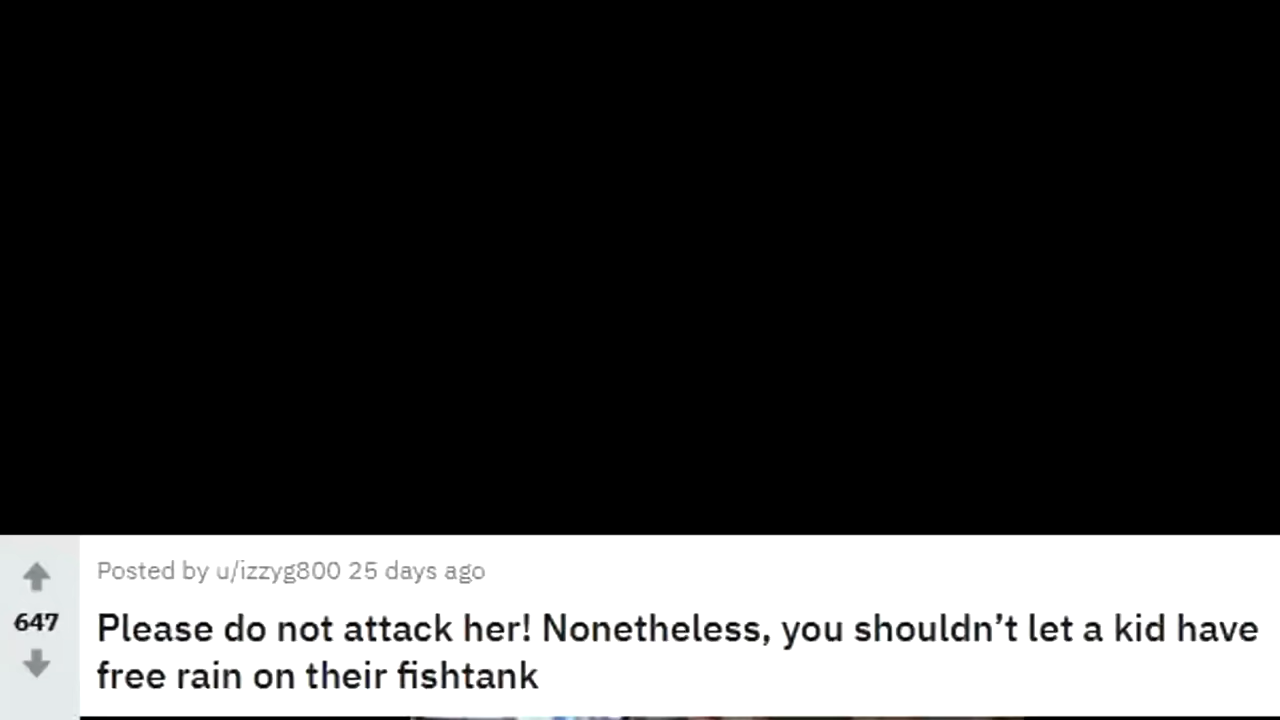 Posted by u/izzyg800 25 days ago
647
Please do not attack her! Nonetheless, you shouldn’t let a kid have
free rain on their fishtank